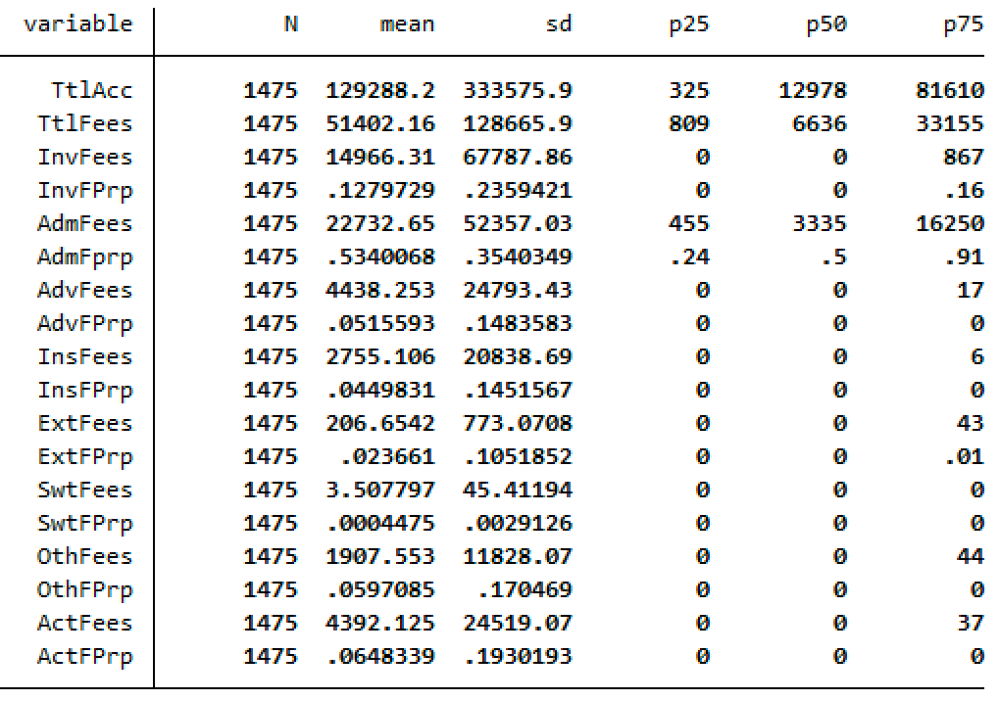 variable N mean sd p25 p50 p75
TtlAcc 1475 129288.2 333575.9 325 12978 81610
TtlFees 1475 51402.16 128665.9 809 6636 33155
InvFees 1475 14966.31 67787.86 0 0 867
InvFPrp 1475 .1279729 .2359421 0 0 .16
AdmFees 1475 22732.65 52357.03 455 3335 16250
AdmFprp 1475 .5340068 .3540349 .24 .5 .91
AdvFees 1475 4438.253 24793.43 0 0 17
AdvFPrp 1475 .0515593 .1483583 0 0 0
InsFees 1475 2755.106 20838.69 0 0 6
InsFPrp 1475 .0449831 .1451567 0 0 0
ExtFees 1475 206.6542 773.0708 0 0 43
ExtFPrp 1475 .023661 .1051852 0 0 .01
SwtFees 1475 3.507797 45.41194 0 0 0
SwtFPrp 1475 .0004475 .0029126 0 0 0
OthFees 1475 1907.553 11828.07 0 0 44
OthFPrp 1475 .0597085 .170469 0 0 0
ActFees 1475 4392.125 24519.07 0 0 37
ActFPrp 1475 .0648339 .1930193 0 0 0